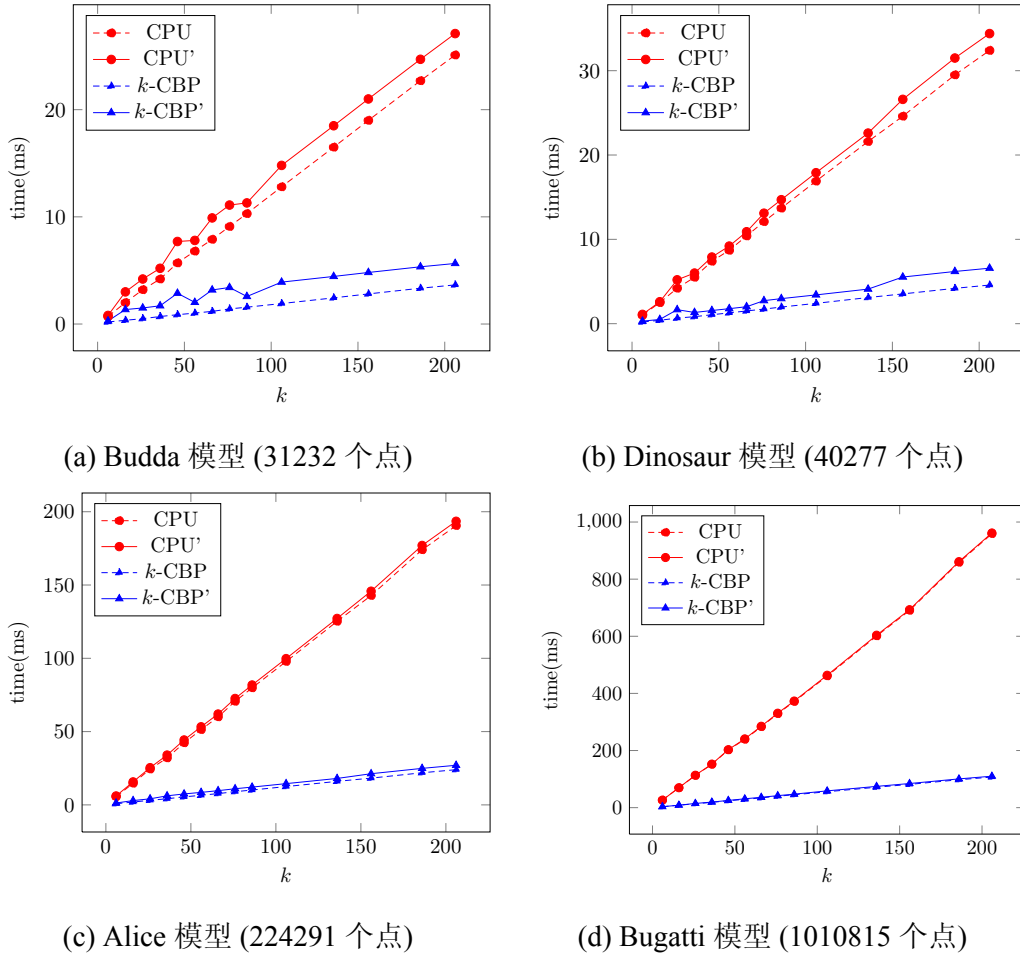 CPU
CPU’
k-CBP
k-CBP’
20
10
0
time(ms)
0 50 100 150 200
k
(a) Budda 模型 (31232 个点)
CPU
CPU’
k-CBP
k-CBP’
30
20
10
0
time(ms)
0 50 100 150 200
k
(b) Dinosaur 模型 (40277 个点)
CPU
CPU’
k-CBP
k-CBP’
200
150
100
50
0
time(ms)
0 50 100 150 200
k
(c) Alice 模型 (224291 个点)
CPU
CPU’
k-CBP
k-CBP’
1,000
800
600
400
200
0
time(ms)
0 50 100 150 200
k
(d) Bugatti 模型 (1010815 个点)